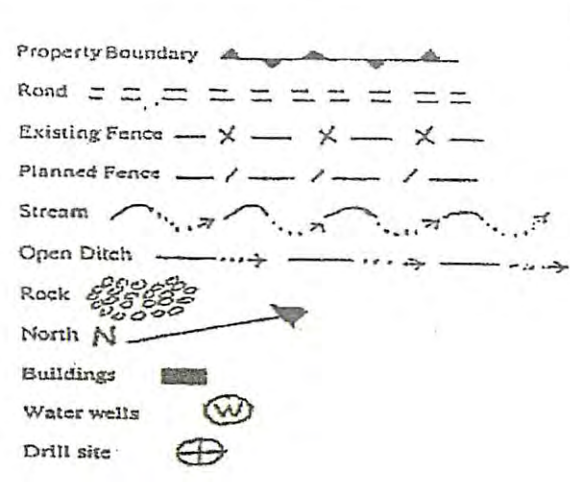 Property Boundary
Road
Existing Fence
Planned Fence
Stream
Open Ditch
Rock
North N
Buildings
Water wells W
Drill site